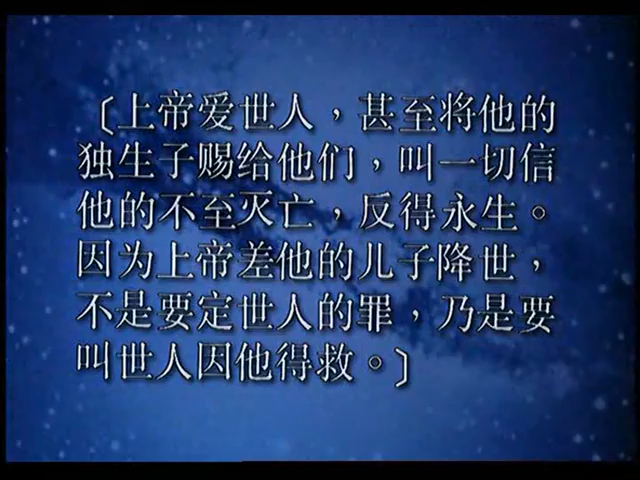 〔上帝爱世人，甚至将他的
独生子赐给他们，叫一切信
他的不至灭亡，反得永生。
因为上帝差他的儿子降世，
不是要定世人的罪，乃是要
叫世人因他得救。〕